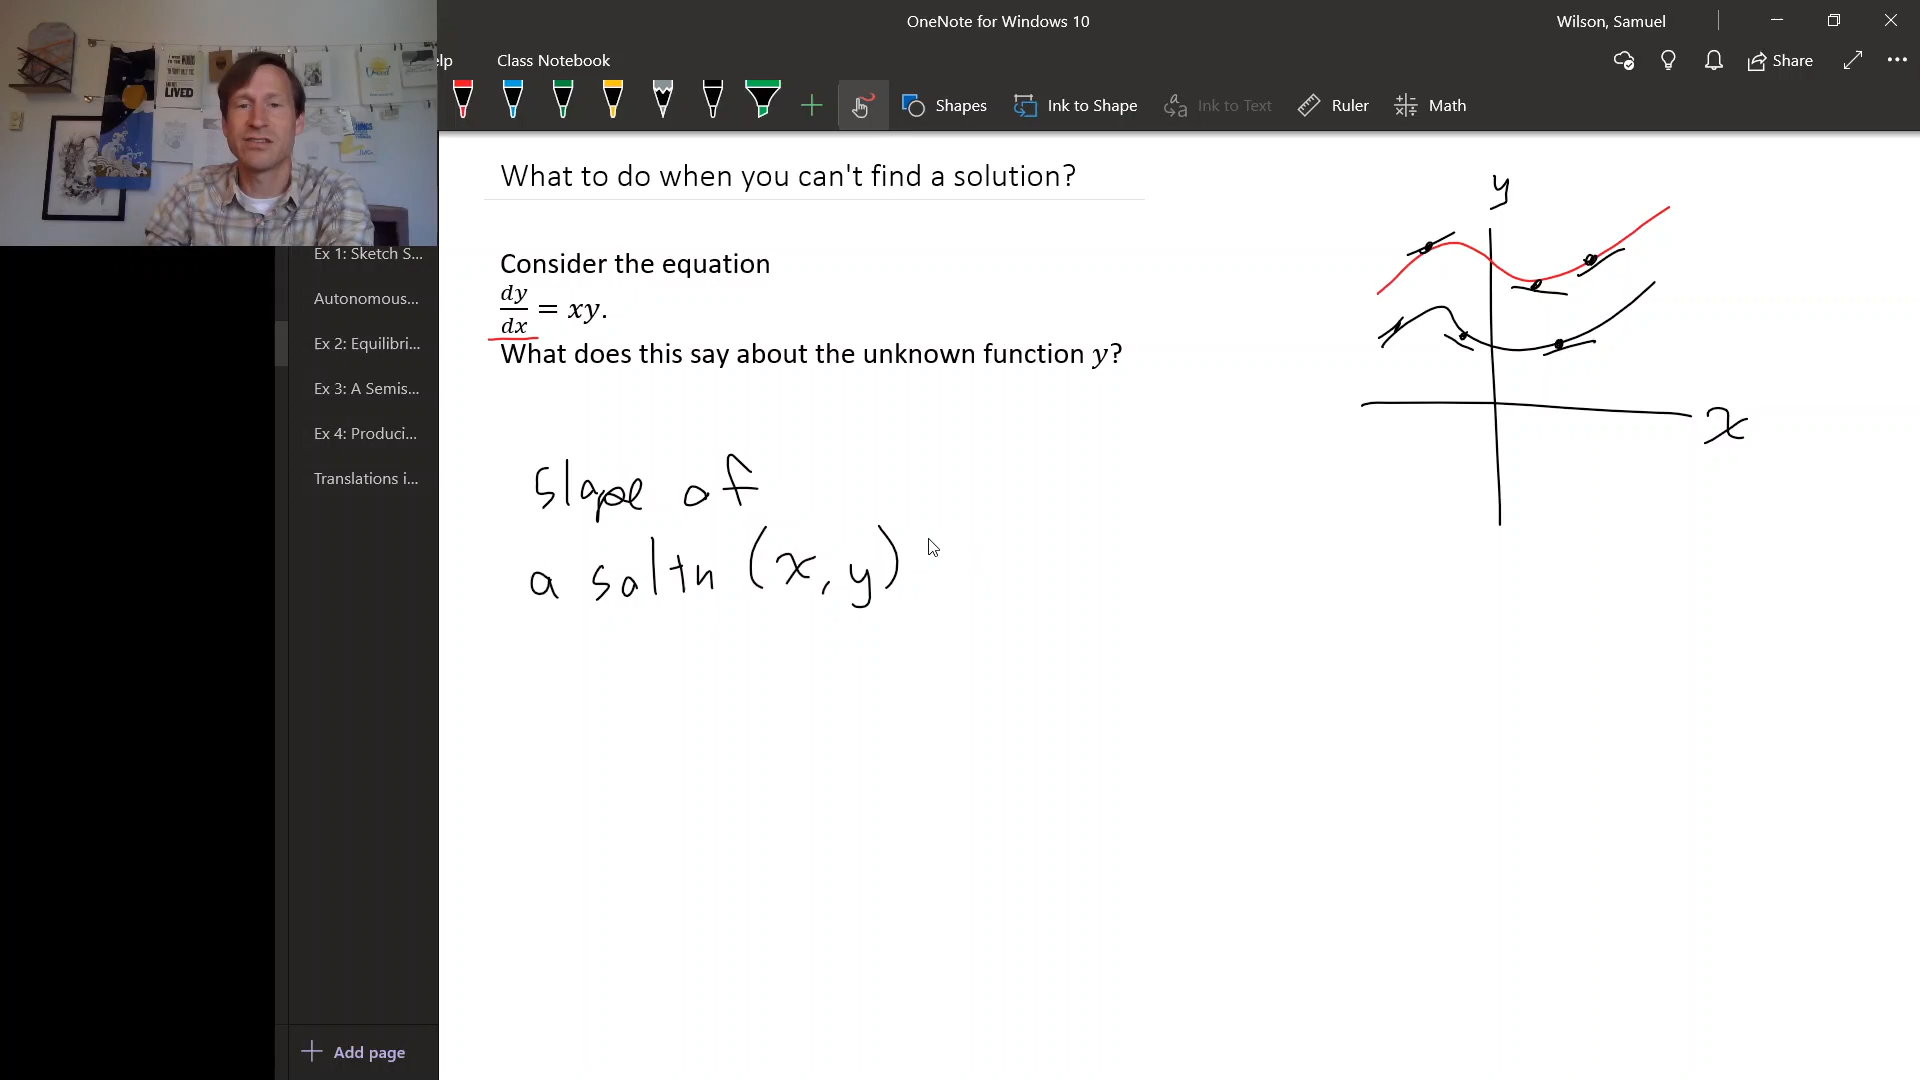 OneNote for Windows 10
Wilson, Samuel
elp
Class Notebook
Share
Shapes
Ink to Shape
Ink to Text
Ruler
Math
LIVED
What to do when you can't find a solution?
Consider the equation
dy/dx = xy.
What does this say about the unknown function y?
Slope of
a soltn (x, y)
y
x
Ex 1: Sketch S...
Autonomous...
Ex 2: Equilibri...
Ex 3: A Semis...
Ex 4: Produci...
Translations i...
Add page